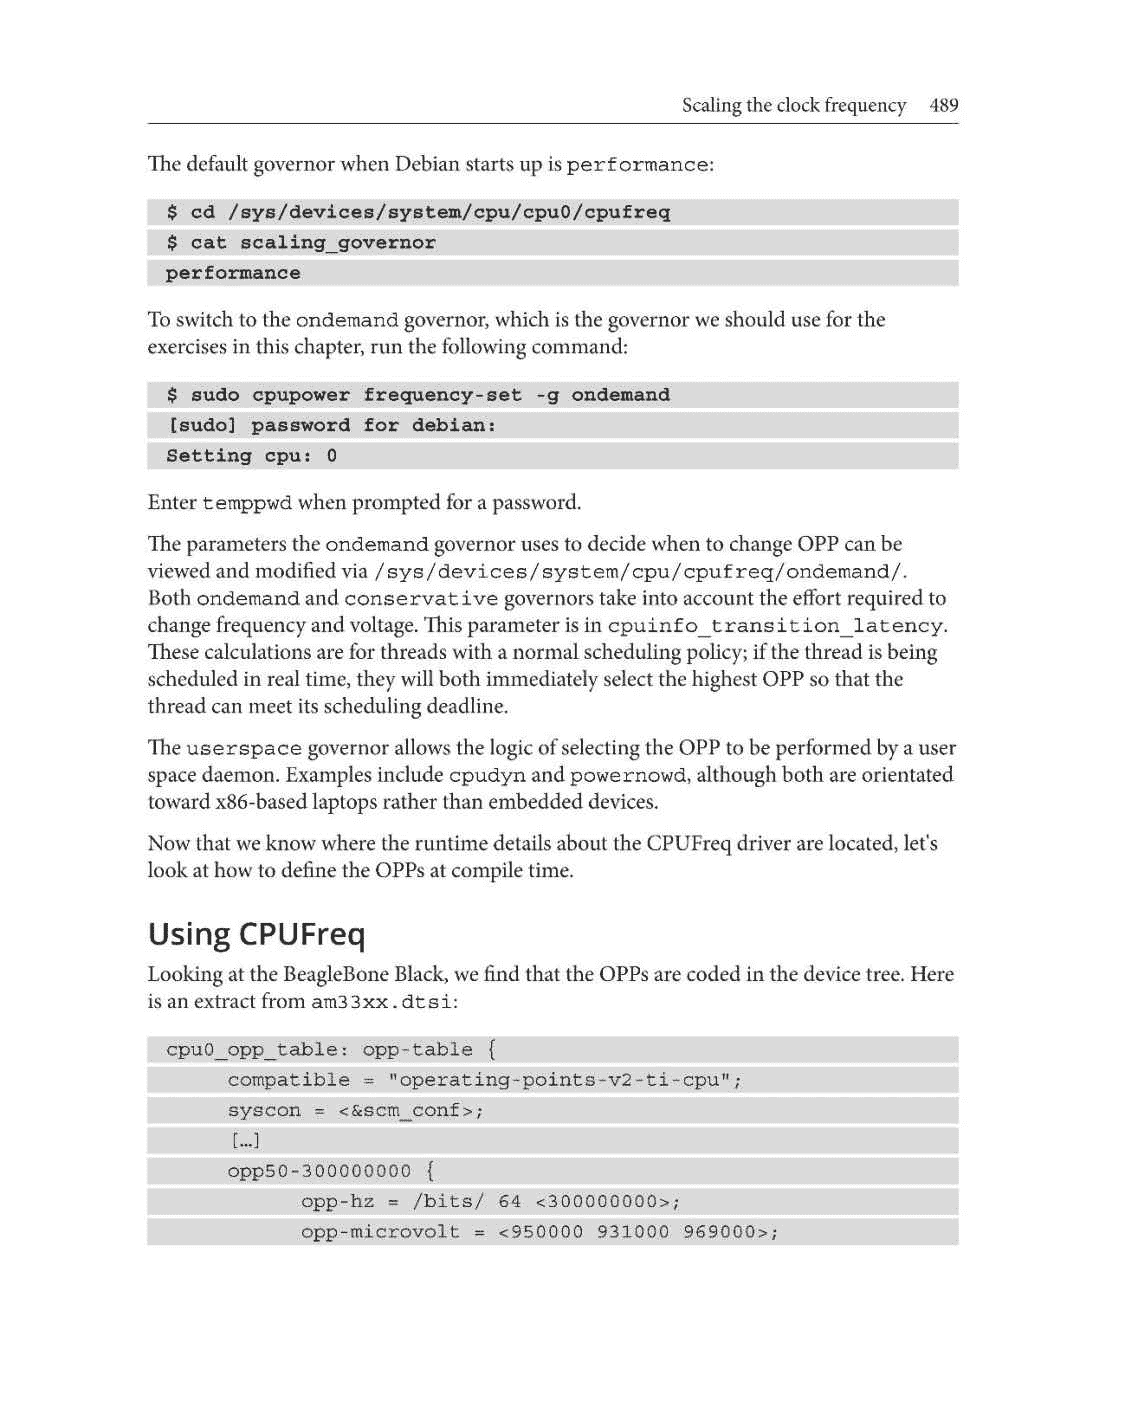 Scaling the clock frequency 489
The default governor when Debian starts up is performance:
$ cd /sys/devices/system/cpu/cpu0/cpufreq
$ cat scaling_governor
performance
To switch to the ondemand governor, which is the governor we should use for the
exercises in this chapter, run the following command:
$ sudo cpupower frequency-set -g ondemand
[sudo] password for debian:
Setting cpu: 0
Enter temppwd when prompted for a password.
The parameters the ondemand governor uses to decide when to change OPP can be
viewed and modified via /sys/devices/system/cpu/cpufreq/ondemand/.
Both ondemand and conservative governors take into account the effort required to
change frequency and voltage. This parameter is in cpuinfo_transition_latency.
These calculations are for threads with a normal scheduling policy; if the thread is being
scheduled in real time, they will both immediately select the highest OPP so that the
thread can meet its scheduling deadline.
The userspace governor allows the logic of selecting the OPP to be performed by a user
space daemon. Examples include cpudyn and powernowd, although both are orientated
toward x86-based laptops rather than embedded devices.
Now that we know where the runtime details about the CPUFreq driver are located, let's
look at how to define the OPPs at compile time.
Using CPUFreq
Looking at the BeagleBone Black, we find that the OPPs are coded in the device tree. Here
is an extract from am33xx.dtsi:
cpu0_opp_table: opp-table {
compatible = "operating-points-v2-ti-cpu";
syscon = <&scm_conf>;
[…]
opp50-300000000 {
opp-hz = /bits/ 64 <300000000>;
opp-microvolt = <950000 931000 969000>;